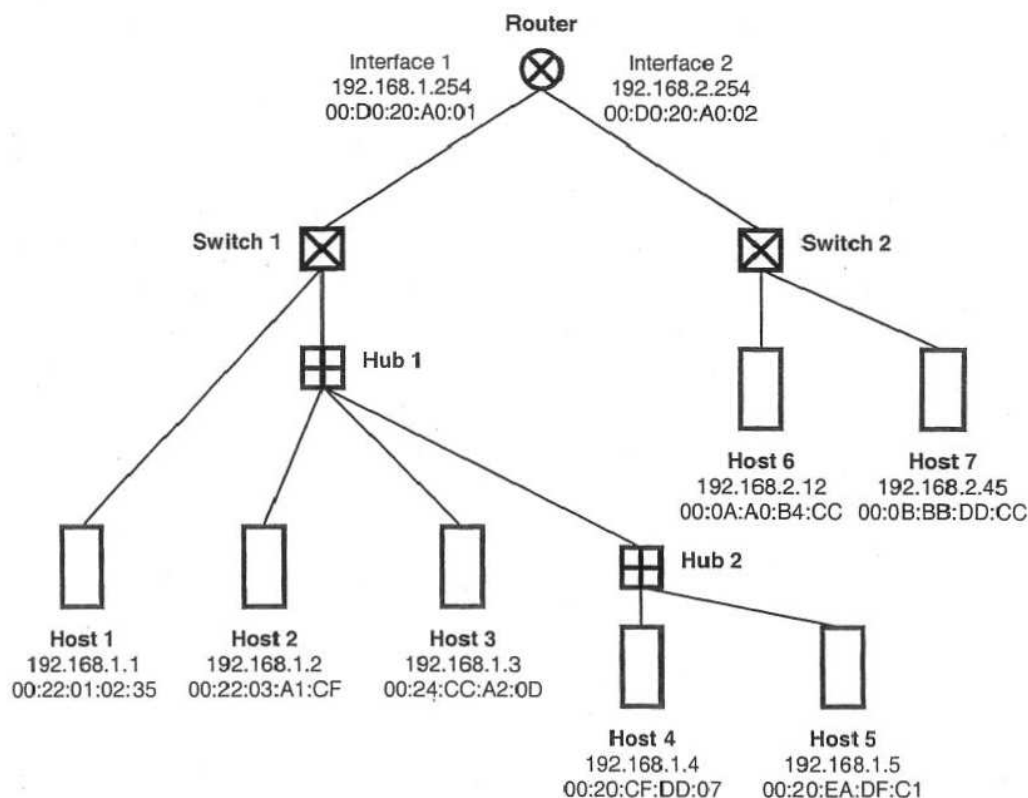 Router
Interface 1
192.168.1.254
00:D0:20:A0:01
Interface 2
192.168.2.254
00:D0:20:A0:02
Switch 1
Switch 2
Hub 1
Host 6
192.168.2.12
00:0A:A0:B4:CC
Host 7
192.168.2.45
00:0B:BB:DD:CC
Hub 2
Host 1
192.168.1.1
00:22:01:02:35
Host 2
192.168.1.2
00:22:03:A1:CF
Host 3
192.168.1.3
00:24:CC:A2:0D
Host 4
192.168.1.4
00:20:CF:DD:07
Host 5
192.168.1.5
00:20:EA:DF:C1